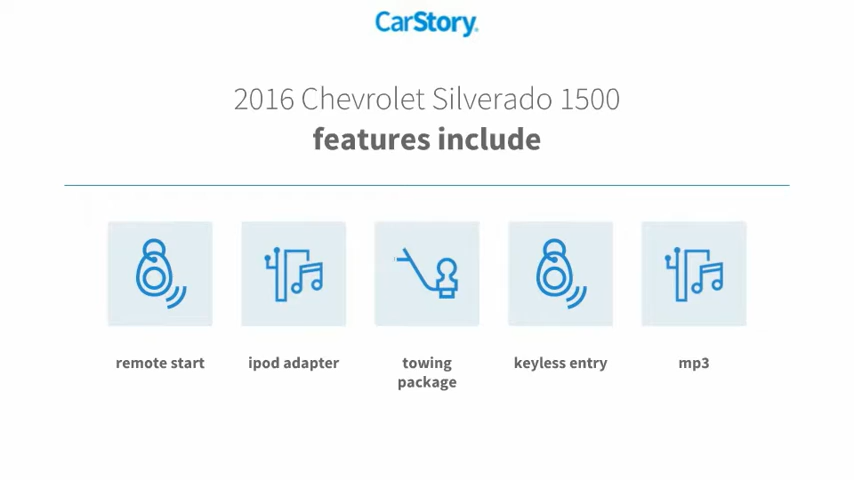 CarStory
2016 Chevrolet Silverado 1500
features include
remote start
ipod adapter
towing
package
keyless entry
mp3